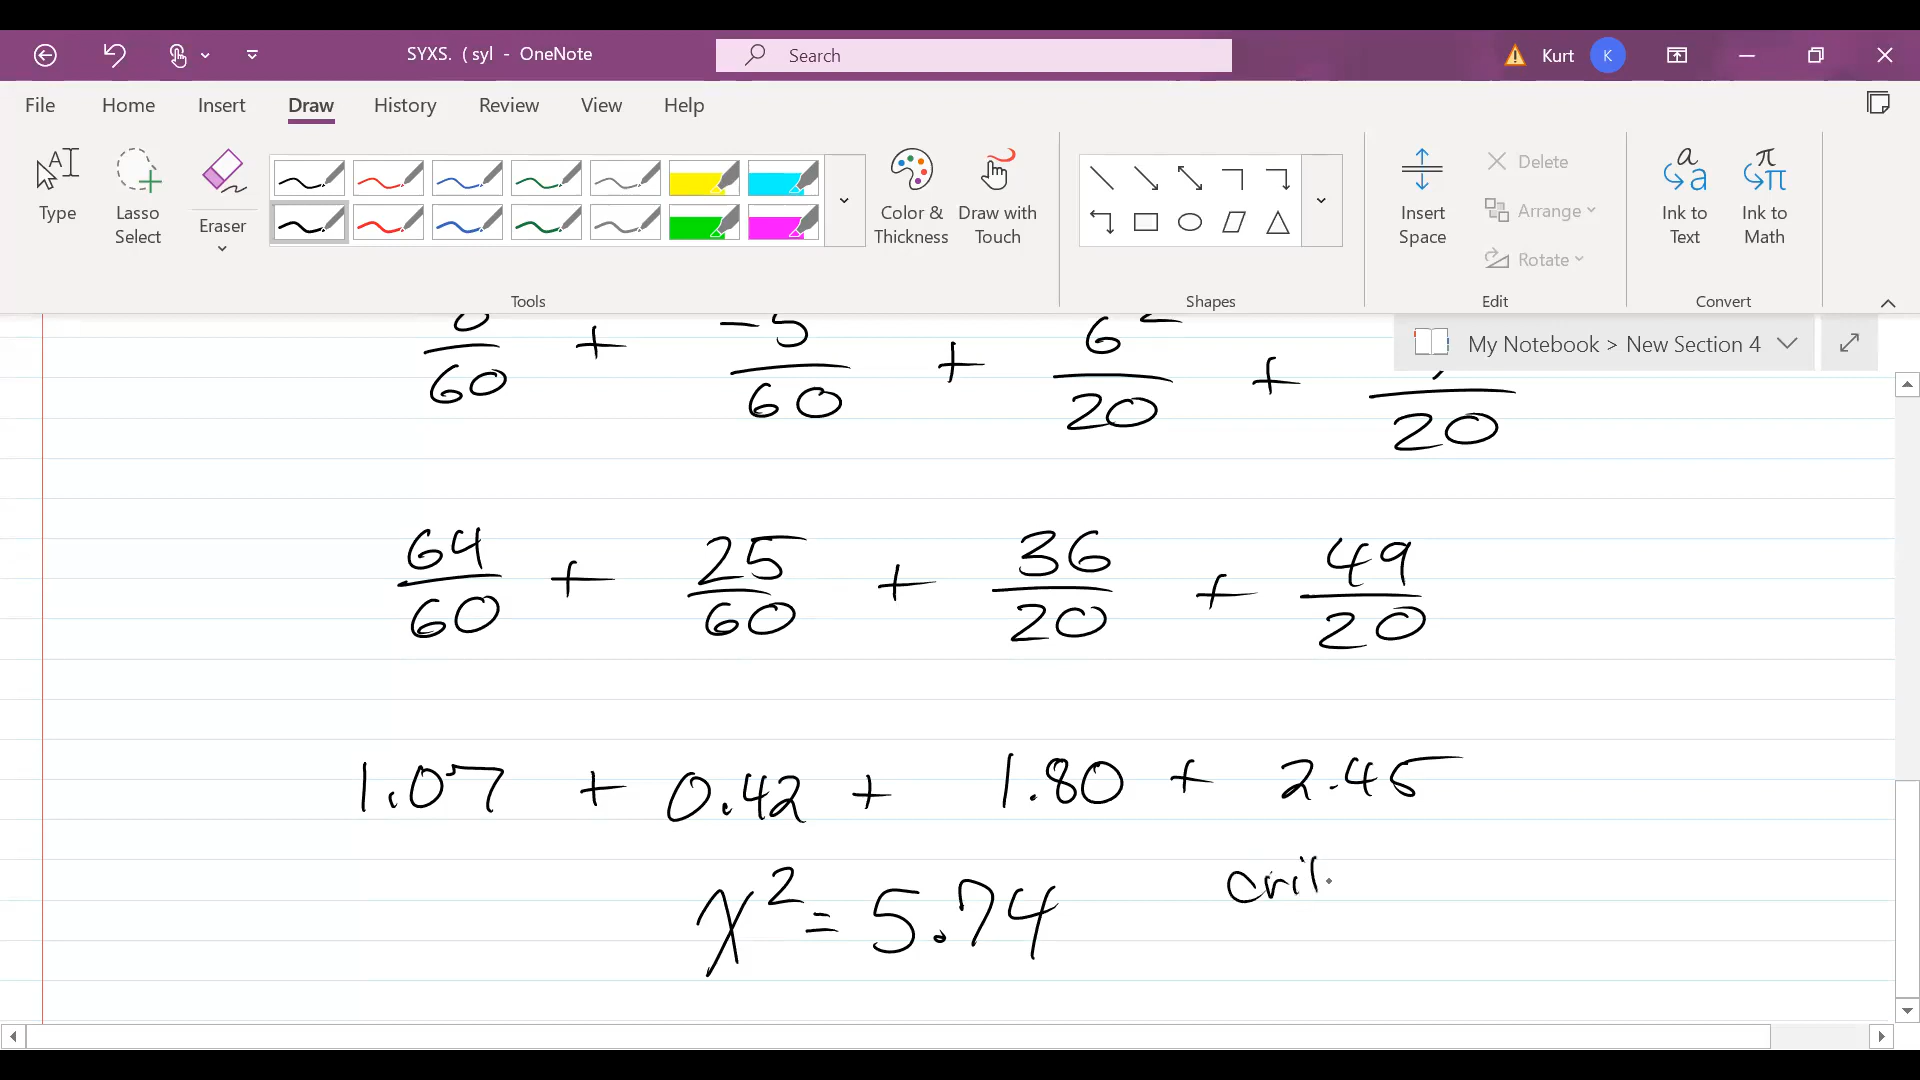 SYXS. ( syl - OneNote
Search
Kurt
K
File Home Insert Draw History Review View Help
Type
Lasso Select
Eraser
Color & Thickness
Draw with Touch
Insert Space
Delete
Arrange
Rotate
Ink to Text
Ink to Math
Tools Shapes Edit Convert
My Notebook > New Section 4
60 + -5/60 + 6/20 + 20
64/60 + 25/60 + 36/20 + 49/20
1.07 + 0.42 + 1.80 + 2.45
χ² = 5.74